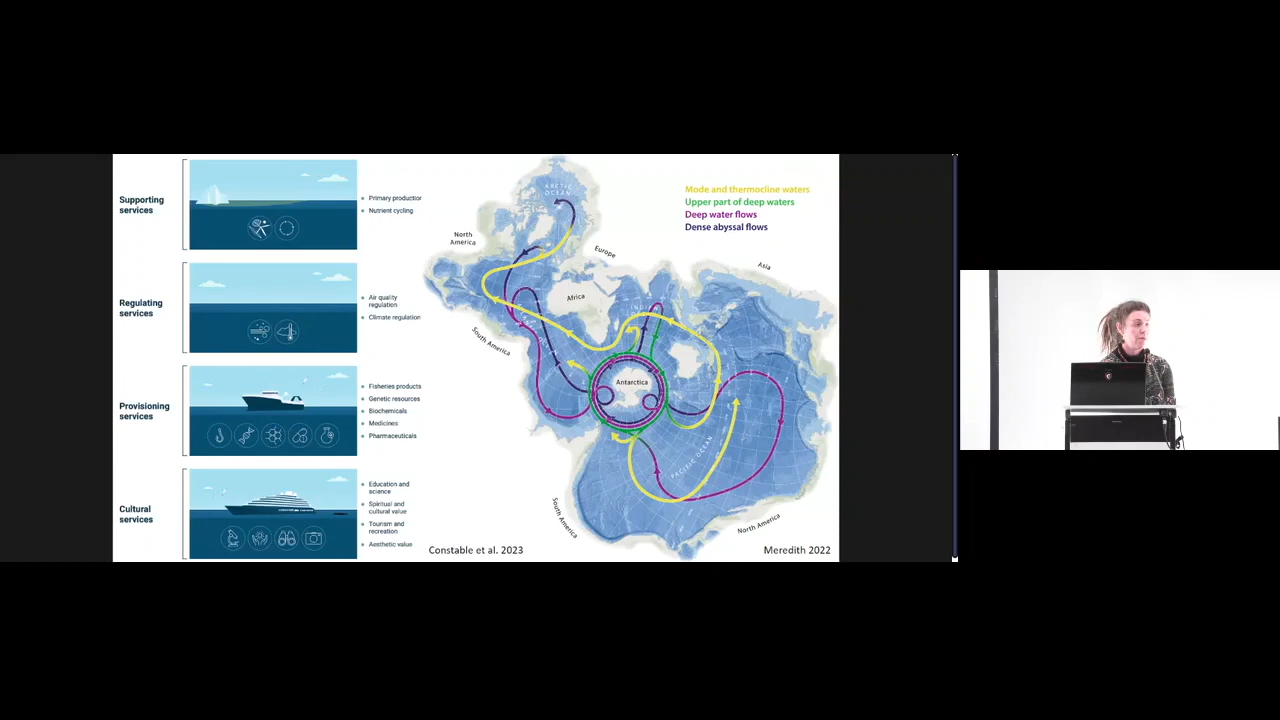 Supporting
services
Primary production
Nutrient cycling
Regulating
services
Air quality
regulation
Climate regulation
Provisioning
services
Fisheries products
Genetic resources
Biochemicals
Medicines
Pharmaceuticals
Cultural
services
Education and
science
Spiritual and
cultural value
Tourism and
recreation
Aesthetic value
Constable et al. 2023
Mode and thermocline waters
Upper part of deep waters
Deep water flows
Dense abyssal flows
ARCTIC
OCEAN
North
America
Europe
Asia
Africa
South America
Antarctica
PACIFIC OCEAN
South America
North America
Meredith 2022